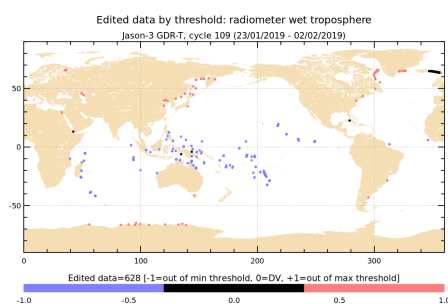 Edited data by threshold: radiometer wet troposphere
Jason-3 GDR-T, cycle 109 (23/01/2019 - 02/02/2019)
50
0
-50
0 100 200 300
Edited data=628 [-1=out of min threshold, 0=DV, +1=out of max threshold]
-1.0 -0.5 0.0 0.5 1.0